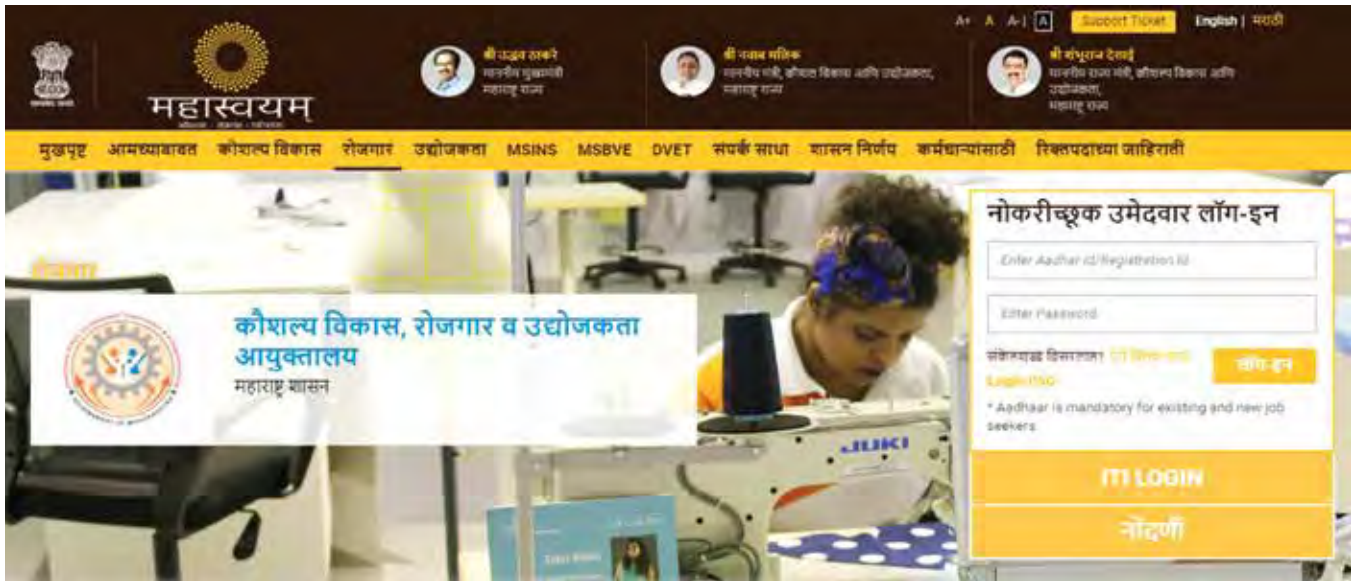 A+ A A- | A Support Ticket English | मराठी
श्री उद्धव ठाकरे
माननीय मुख्यमंत्री
महाराष्ट्र राज्य
श्री नवाब मलिक
माननीय मंत्री, कौशल्य विकास आणि उद्योजकता,
महाराष्ट्र राज्य
श्री शंभुराज देसाई
माननीय राज्य मंत्री, कौशल्य विकास आणि
उद्योजकता,
महाराष्ट्र राज्य
महास्वयम्
मुखपृष्ट आमच्याबाबत कौशल्य विकास रोजगार उद्योजकता MSINS MSBVE DVET संपर्क साधा शासन निर्णय कर्मचाऱ्यांसाठी रिक्तपदाच्या जाहिराती
रोजगार
कौशल्य विकास, रोजगार व उद्योजकता
आयुक्तालय
महाराष्ट्र शासन
JUKI
नोकरीच्छूक उमेदवार लॉग-इन
Enter Aadhar id/Registration Id
Enter Password
संकेतशब्द विसरलात?
लॉग-इन
* Aadhaar is mandatory for existing and new job
seekers
ITI LOGIN
नोंदणी